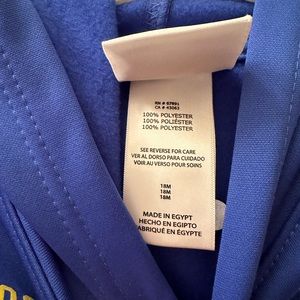 RN # 57891
CA # 43063
100% POLYESTER
100% POLIÉSTER
100% POLYESTER
SEE REVERSE FOR CARE
VER AL DORSO PARA CUIDADO
VOIR AU VERSO POUR SOINS
18M
18M
18M
MADE IN EGYPT
HECHO EN EGIPTO
FABRIQUÉ EN ÉGYPTE